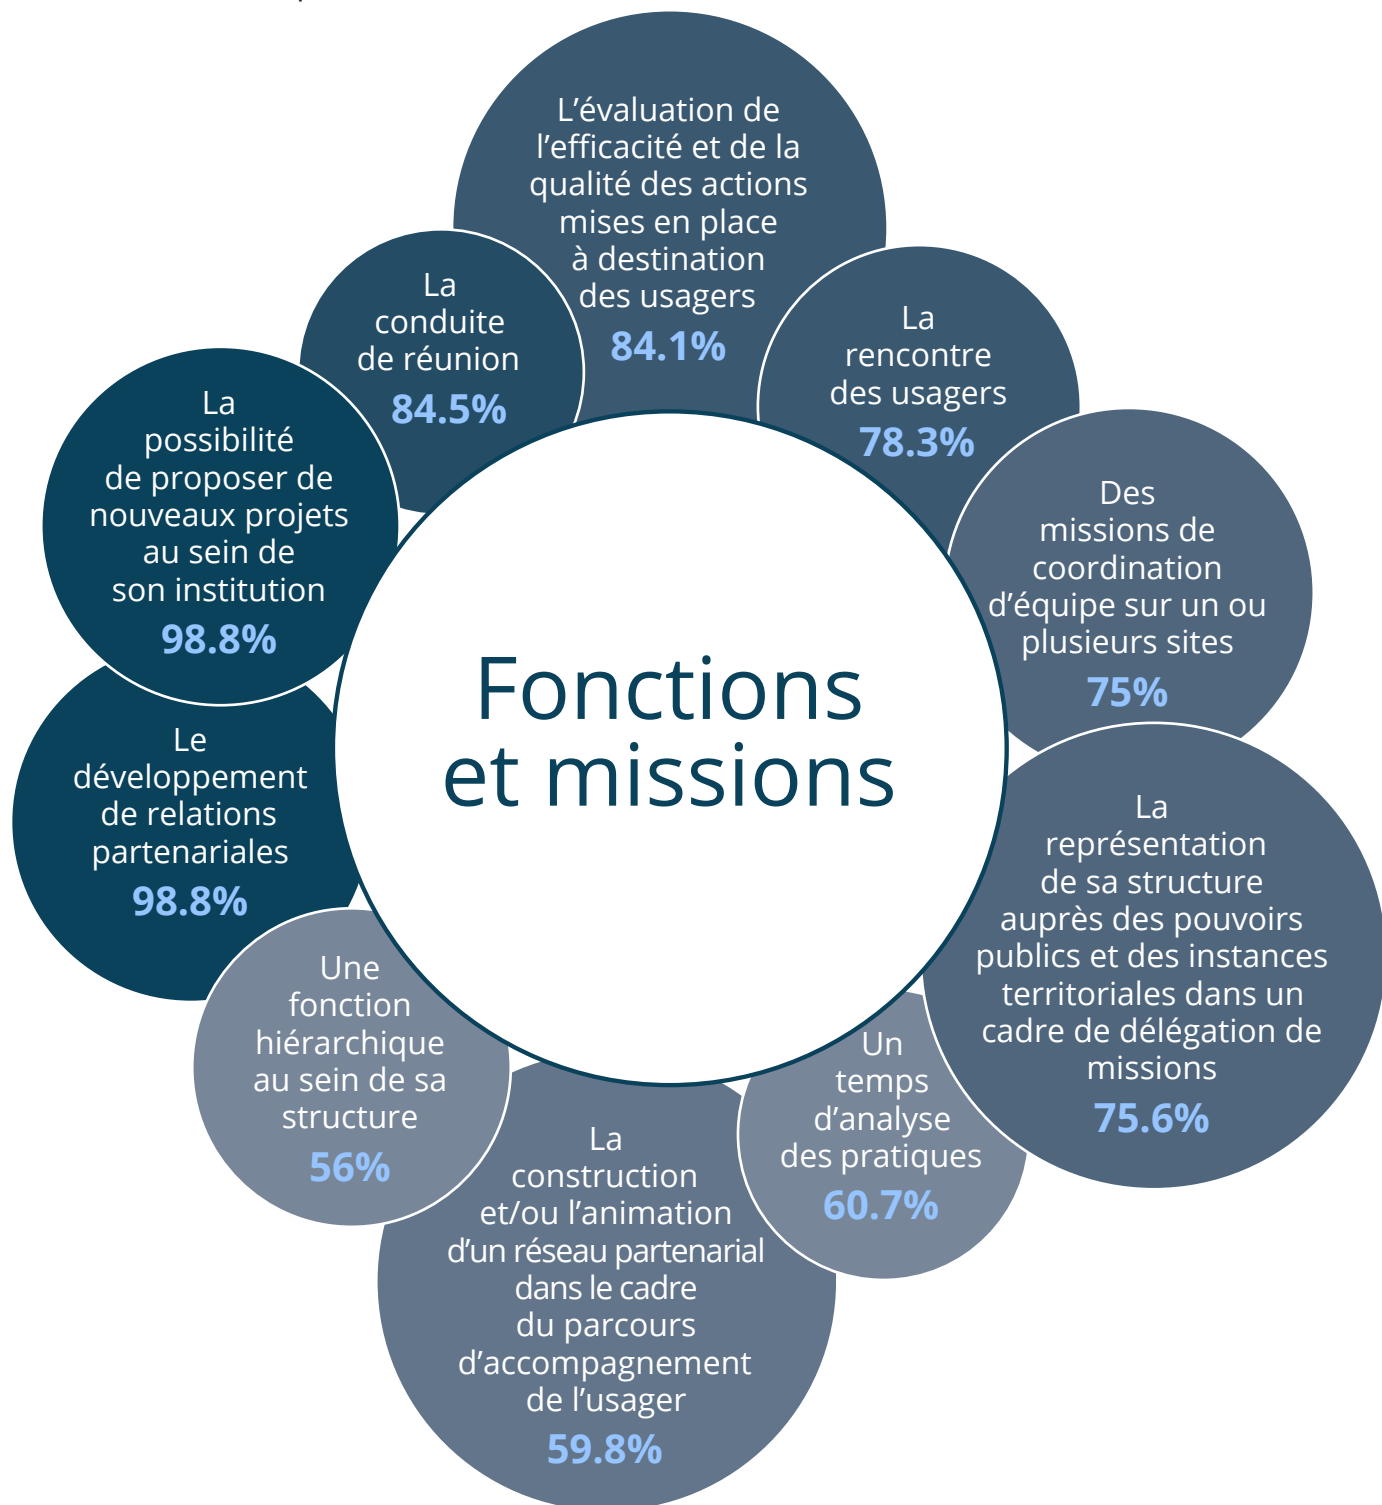 L’évaluation de
l’efficacité et de la
qualité des actions
mises en place
à destination
des usagers
84.1%
La
conduite
de réunion
84.5%
La
rencontre
des usagers
78.3%
La
possibilité
de proposer de
nouveaux projets
au sein de
son institution
98.8%
Des
missions de
coordination
d’équipe sur un ou
plusieurs sites
75%
Fonctions
et missions
Le
développement
de relations
partenariales
98.8%
La
représentation
de sa structure
auprès des pouvoirs
publics et des instances
territoriales dans un
cadre de délégation de
missions
75.6%
Une
fonction
hiérarchique
au sein de sa
structure
56%
Un
temps
d’analyse
des pratiques
60.7%
La
construction
et/ou l’animation
d’un réseau partenarial
dans le cadre
du parcours
d’accompagnement
de l’usager
59.8%